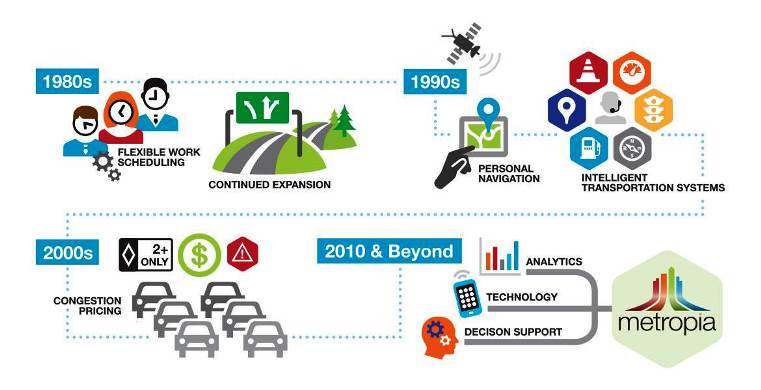 1980s
FLEXIBLE WORK
SCHEDULING
CONTINUED EXPANSION
1990s
PERSONAL
NAVIGATION
INTELLIGENT
TRANSPORTATION SYSTEMS
2000s
2+
ONLY
$
CONGESTION
PRICING
2010 & Beyond
ANALYTICS
TECHNOLOGY
DECISON SUPPORT
metropia